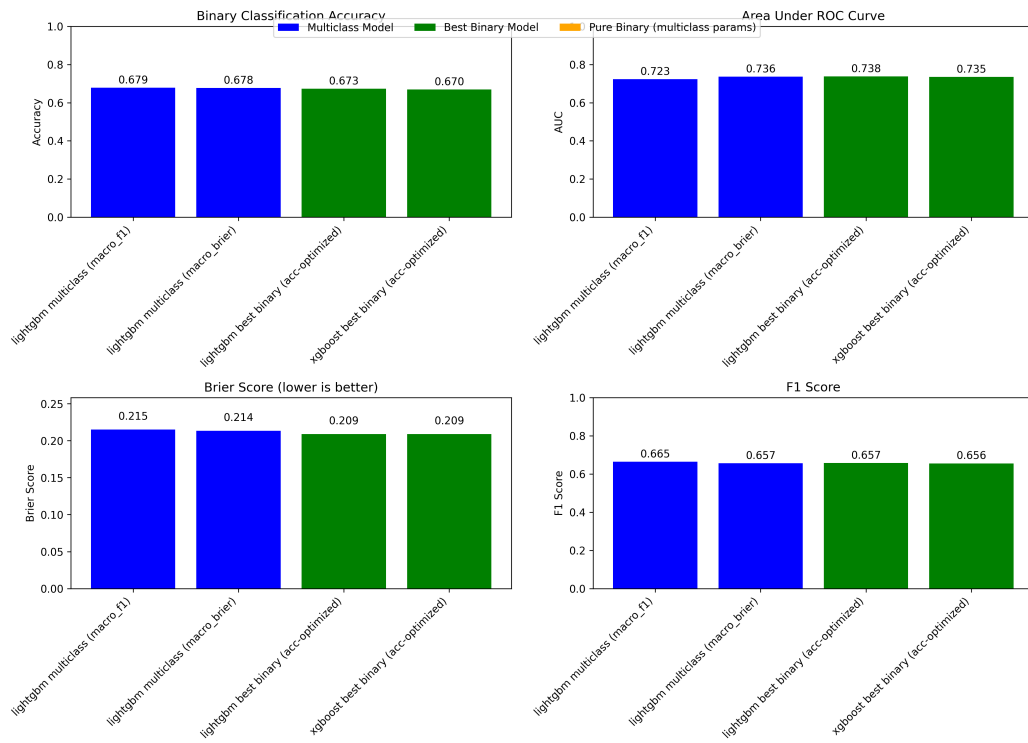 Binary Classification Accuracy
Area Under ROC Curve
Multiclass Model
Best Binary Model
Pure Binary (multiclass params)
1.0
0.8
0.6
0.4
0.2
0.0
Accuracy
0.679
0.678
0.673
0.670
lightgbm multiclass (macro_f1)
lightgbm multiclass (macro_brier)
lightgbm best binary (acc-optimized)
xgboost best binary (acc-optimized)
0.8
0.6
0.4
0.2
0.0
AUC
0.723
0.736
0.738
0.735
lightgbm multiclass (macro_f1)
lightgbm multiclass (macro_brier)
lightgbm best binary (acc-optimized)
xgboost best binary (acc-optimized)
Brier Score (lower is better)
0.25
0.20
0.15
0.10
0.05
0.00
Brier Score
0.215
0.214
0.209
0.209
lightgbm multiclass (macro_f1)
lightgbm multiclass (macro_brier)
lightgbm best binary (acc-optimized)
xgboost best binary (acc-optimized)
F1 Score
1.0
0.8
0.6
0.4
0.2
0.0
F1 Score
0.665
0.657
0.657
0.656
lightgbm multiclass (macro_f1)
lightgbm multiclass (macro_brier)
lightgbm best binary (acc-optimized)
xgboost best binary (acc-optimized)